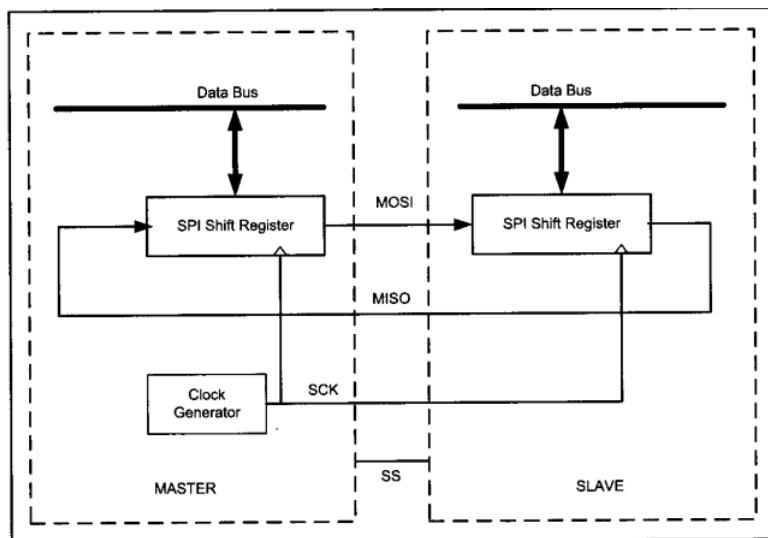 Data Bus
Data Bus
SPI Shift Register
MOSI
SPI Shift Register
MISO
Clock
Generator
SCK
SS
MASTER
SLAVE